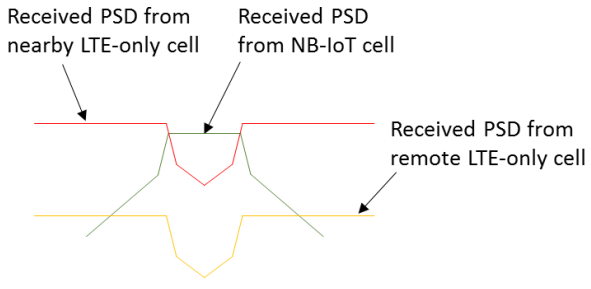 Received PSD from
nearby LTE-only cell
Received PSD
from NB-IoT cell
Received PSD from
remote LTE-only cell